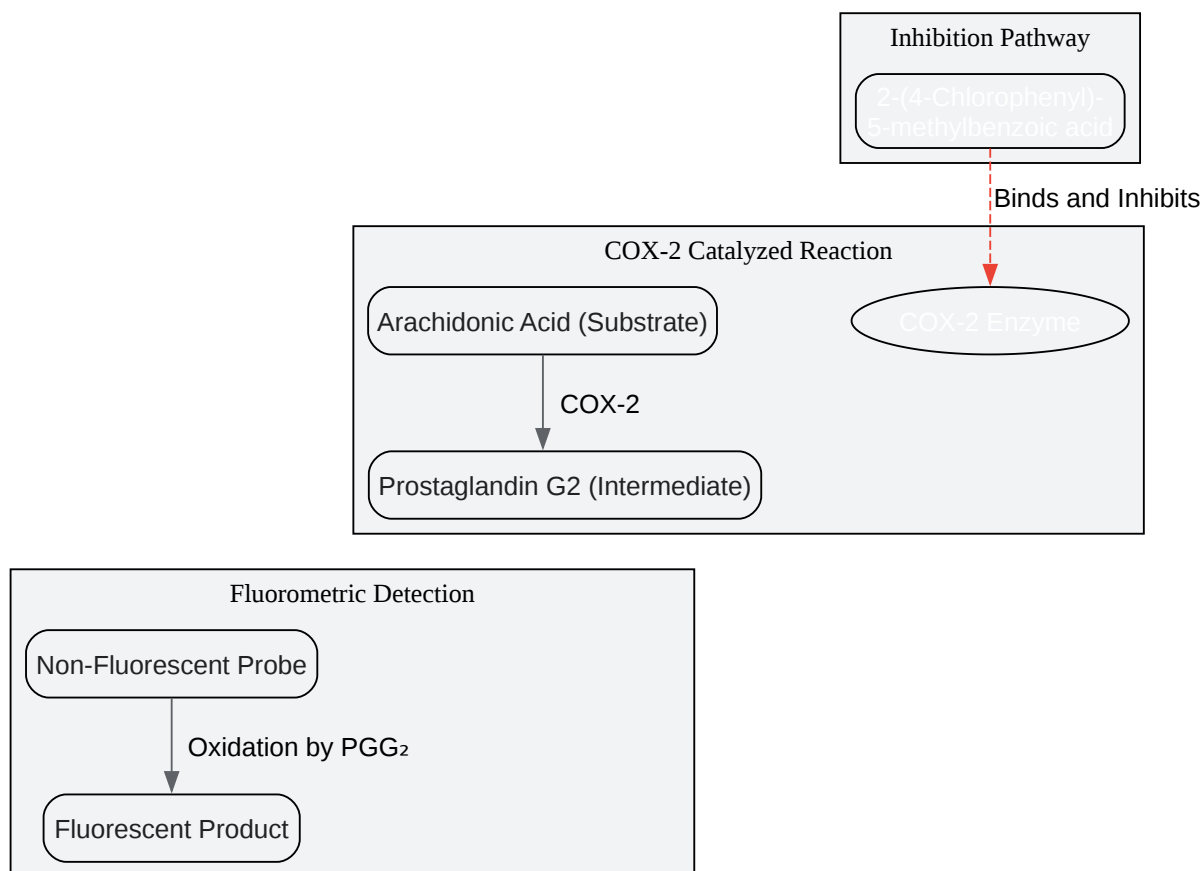 Inhibition Pathway
2-(4-Chlorophenyl)-
5-methylbenzoic acid
Binds and Inhibits
COX-2 Catalyzed Reaction
Arachidonic Acid (Substrate)
COX-2 Enzyme
COX-2
Prostaglandin G2 (Intermediate)
Fluorometric Detection
Non-Fluorescent Probe
Oxidation by PGG₂
Fluorescent Product